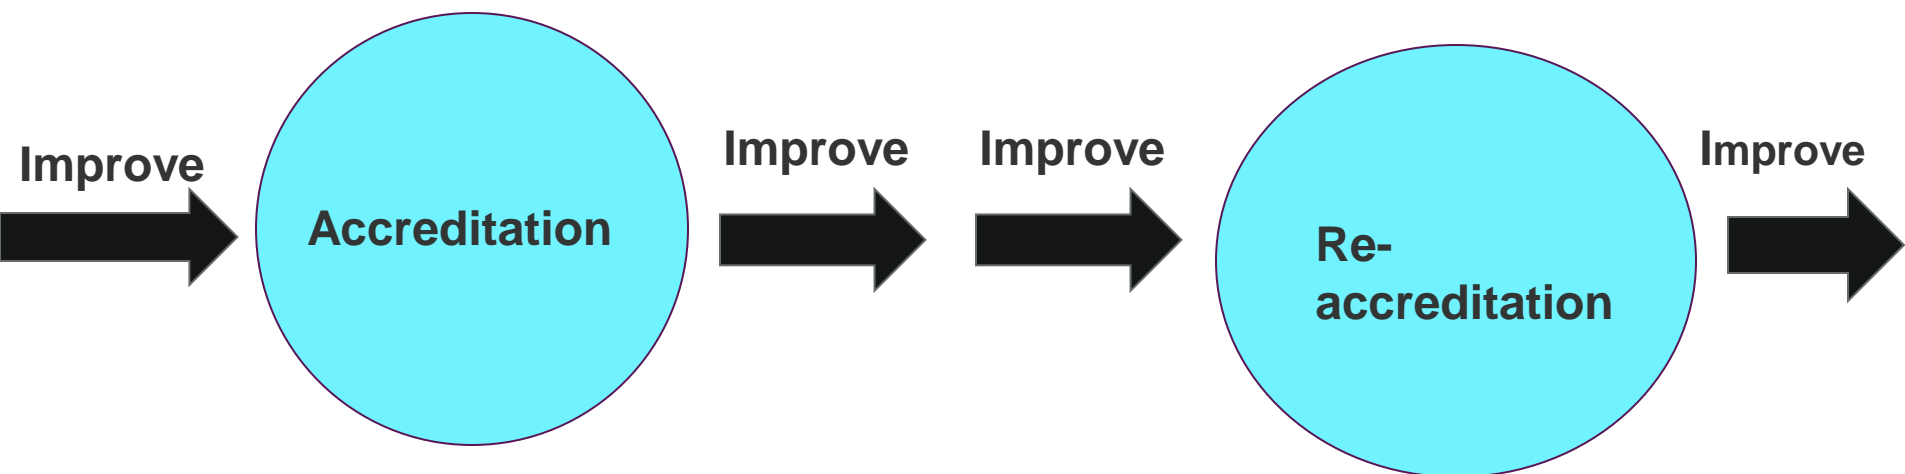 Improve
Accreditation
Improve
Improve
Re-
accreditation
Improve